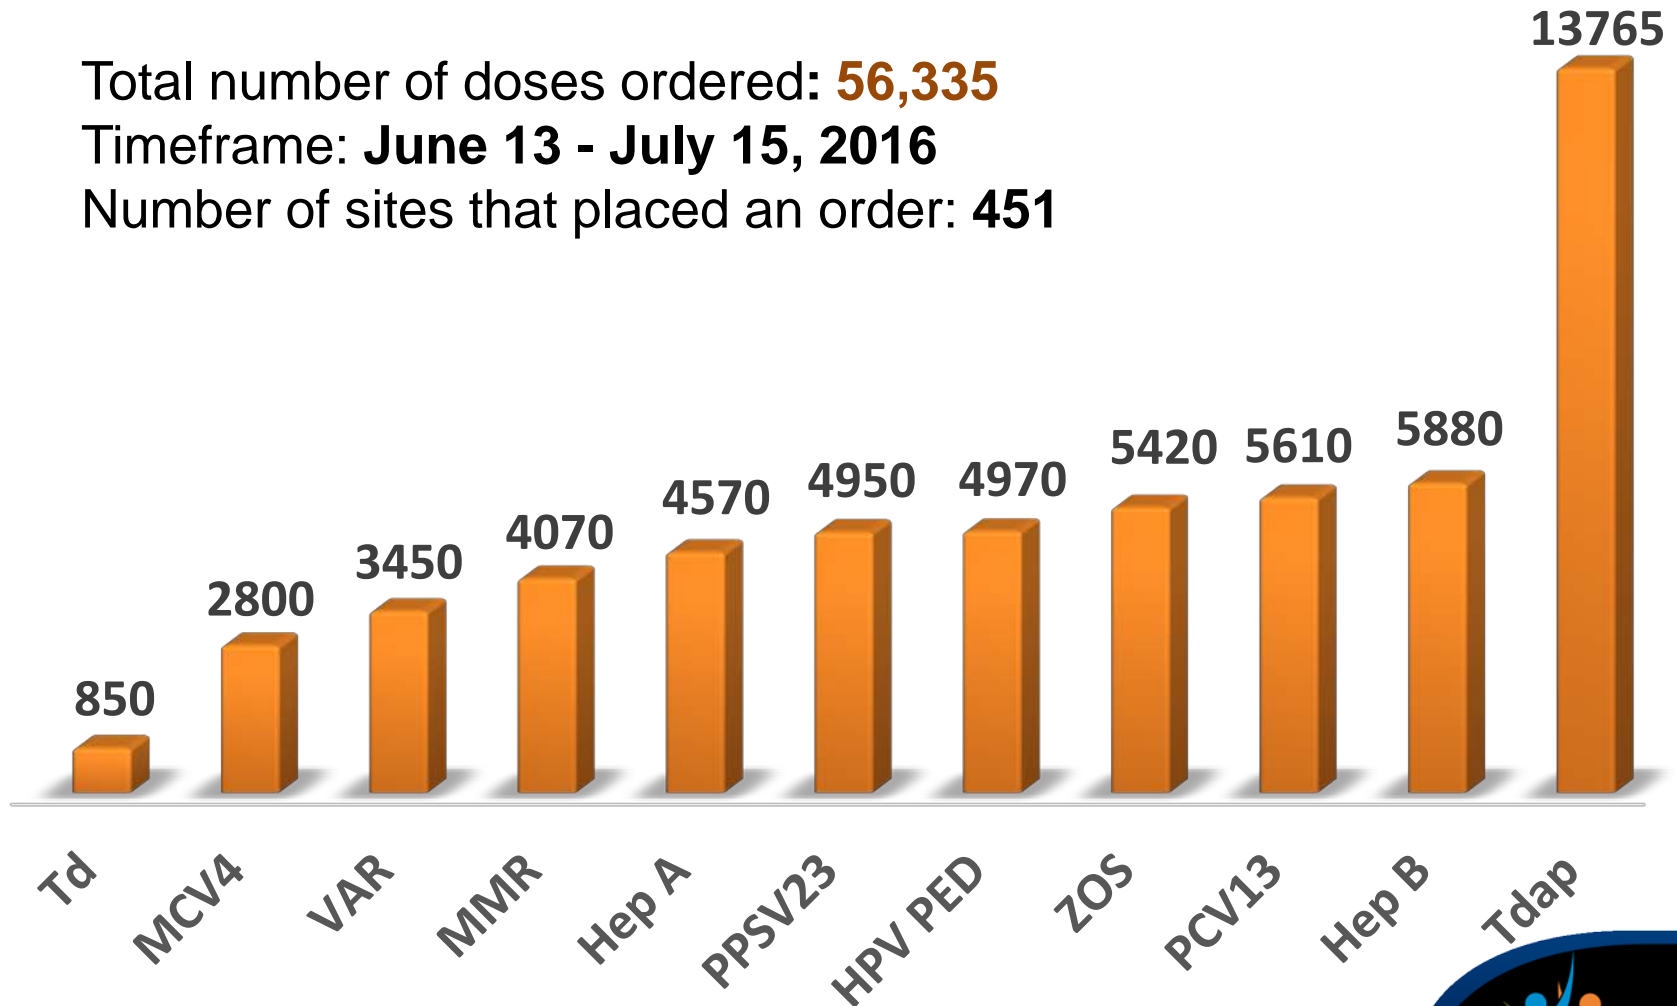 13765
Total number of doses ordered: 56,335
Timeframe: June 13 - July 15, 2016
Number of sites that placed an order: 451
850 2800 3450 4070 4570 4950 4970 5420 5610 5880
Td MCV4 VAR MMR Hep A PPSV23 HPV PED ZOS PCV13 Hep B Tdap